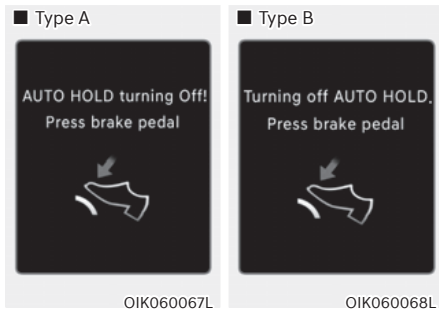 ■ Type A
AUTO HOLD turning Off!
Press brake pedal
OIK060067L
■ Type B
Turning off AUTO HOLD.
Press brake pedal
OIK060068L